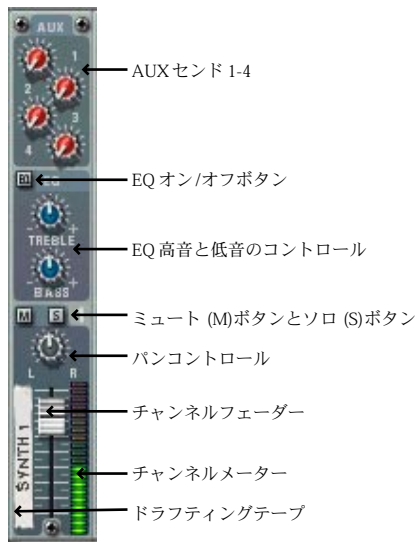 AUX
1
2
3
4
AUXセンド 1-4
EQ
EQ オン/オフボタン
TREBLE
EQ 高音と低音のコントロール
BASS
M S
ミュート (M)ボタンとソロ (S)ボタン
パンコントロール
L R
チャンネルフェーダー
SYNTH 1
チャンネルメーター
ドラフティングテープ